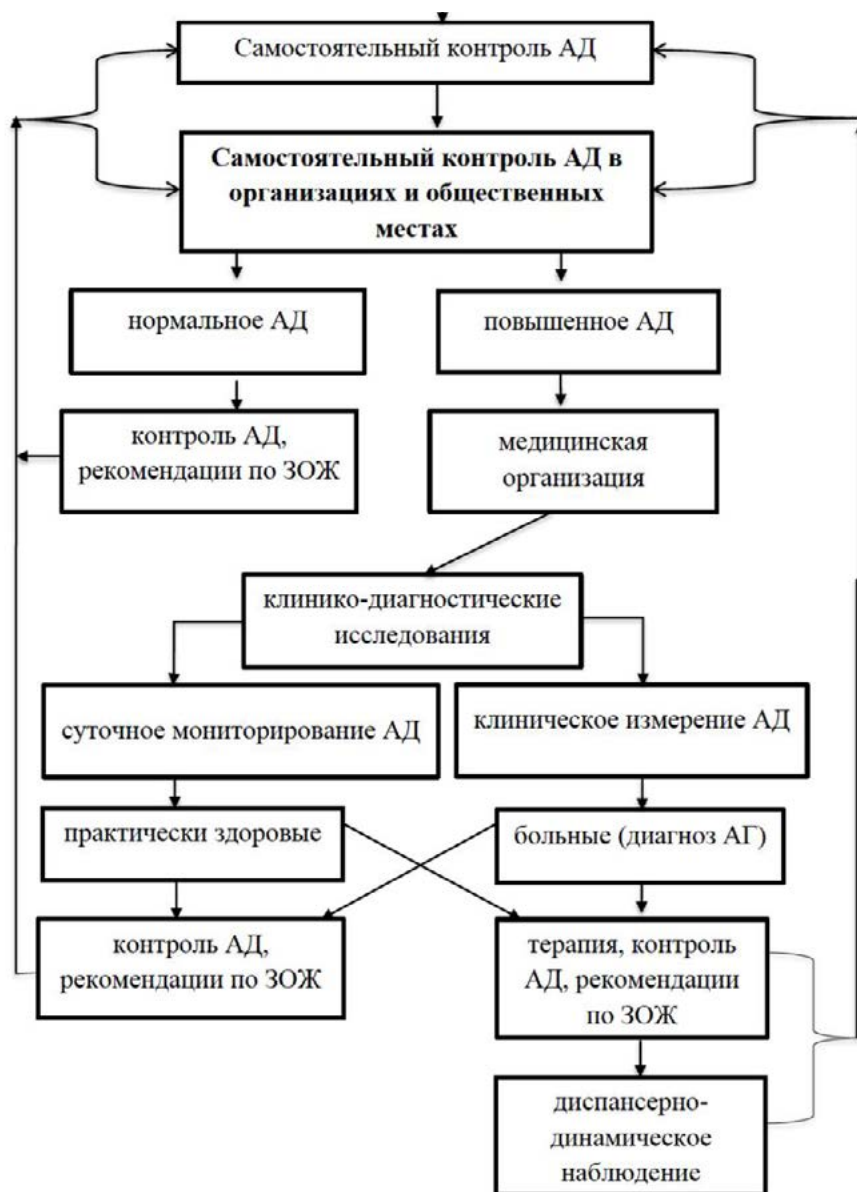 Самостоятельный контроль АД
Самостоятельный контроль АД в
организациях и общественных
местах
нормальное АД
повышенное АД
контроль АД,
рекомендации по ЗОЖ
медицинская
организация
клинико-диагностические
исследования
суточное мониторирование АД
клиническое измерение АД
практически здоровые
больные (диагноз АГ)
контроль АД,
рекомендации по ЗОЖ
терапия, контроль
АД, рекомендации
по ЗОЖ
диспансерно-
динамическое
наблюдение